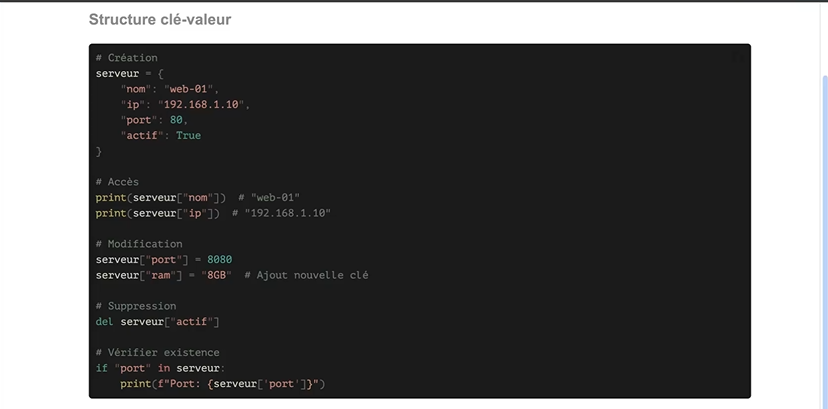 Structure clé-valeur
# Création
serveur = {
    "nom": "web-01",
    "ip": "192.168.1.10",
    "port": 80,
    "actif": True
}
# Accès
print(serveur["nom"])  # "web-01"
print(serveur["ip"])  # "192.168.1.10"
# Modification
serveur["port"] = 8080
serveur["ram"] = "8GB"  # Ajout nouvelle clé
# Suppression
del serveur["actif"]
# Vérifier existence
if "port" in serveur:
    print(f"Port: {serveur['port']}")